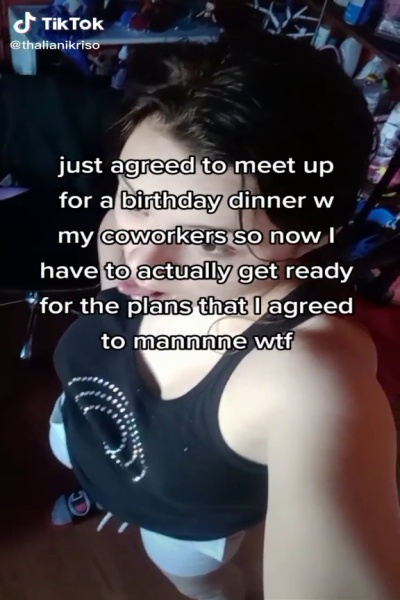 TikTok
@thalianikriso
just agreed to meet up
for a birthday dinner w
my coworkers so now I
have to actually get ready
for the plans that I agreed
to mannnne wtf